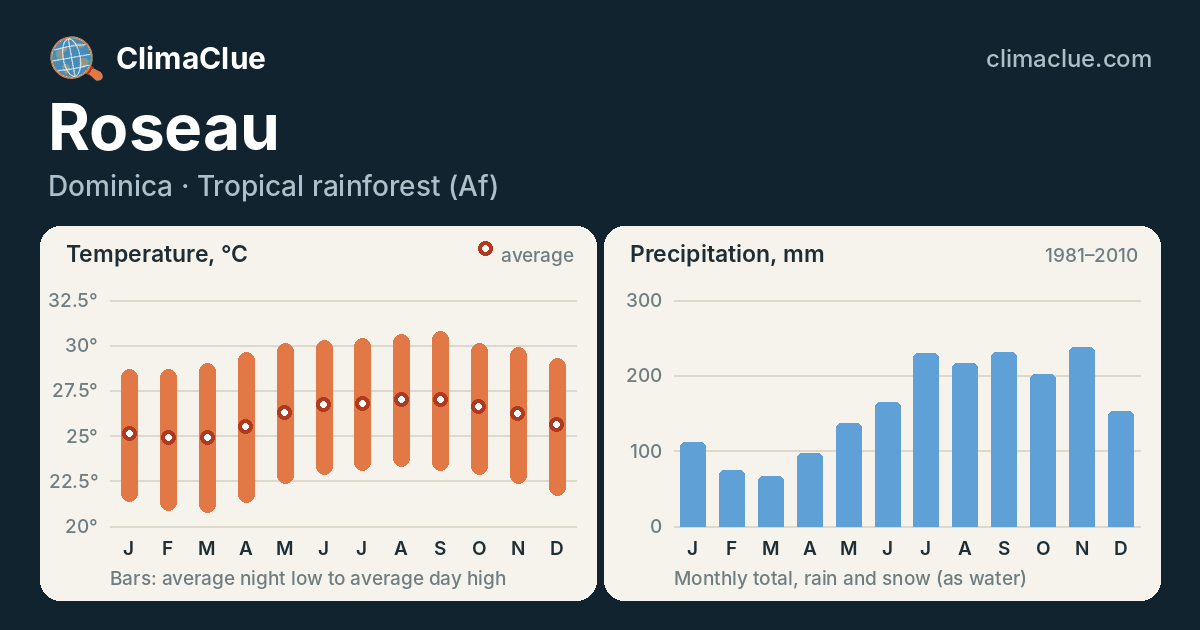 ClimaClue
climaclue.com
Roseau
Dominica · Tropical rainforest (Af)
Temperature, °C
average
32.5°
30°
27.5°
25°
22.5°
20°
J F M A M J J A S O N D
Bars: average night low to average day high
Precipitation, mm
1981–2010
300
200
100
0
J F M A M J J A S O N D
Monthly total, rain and snow (as water)